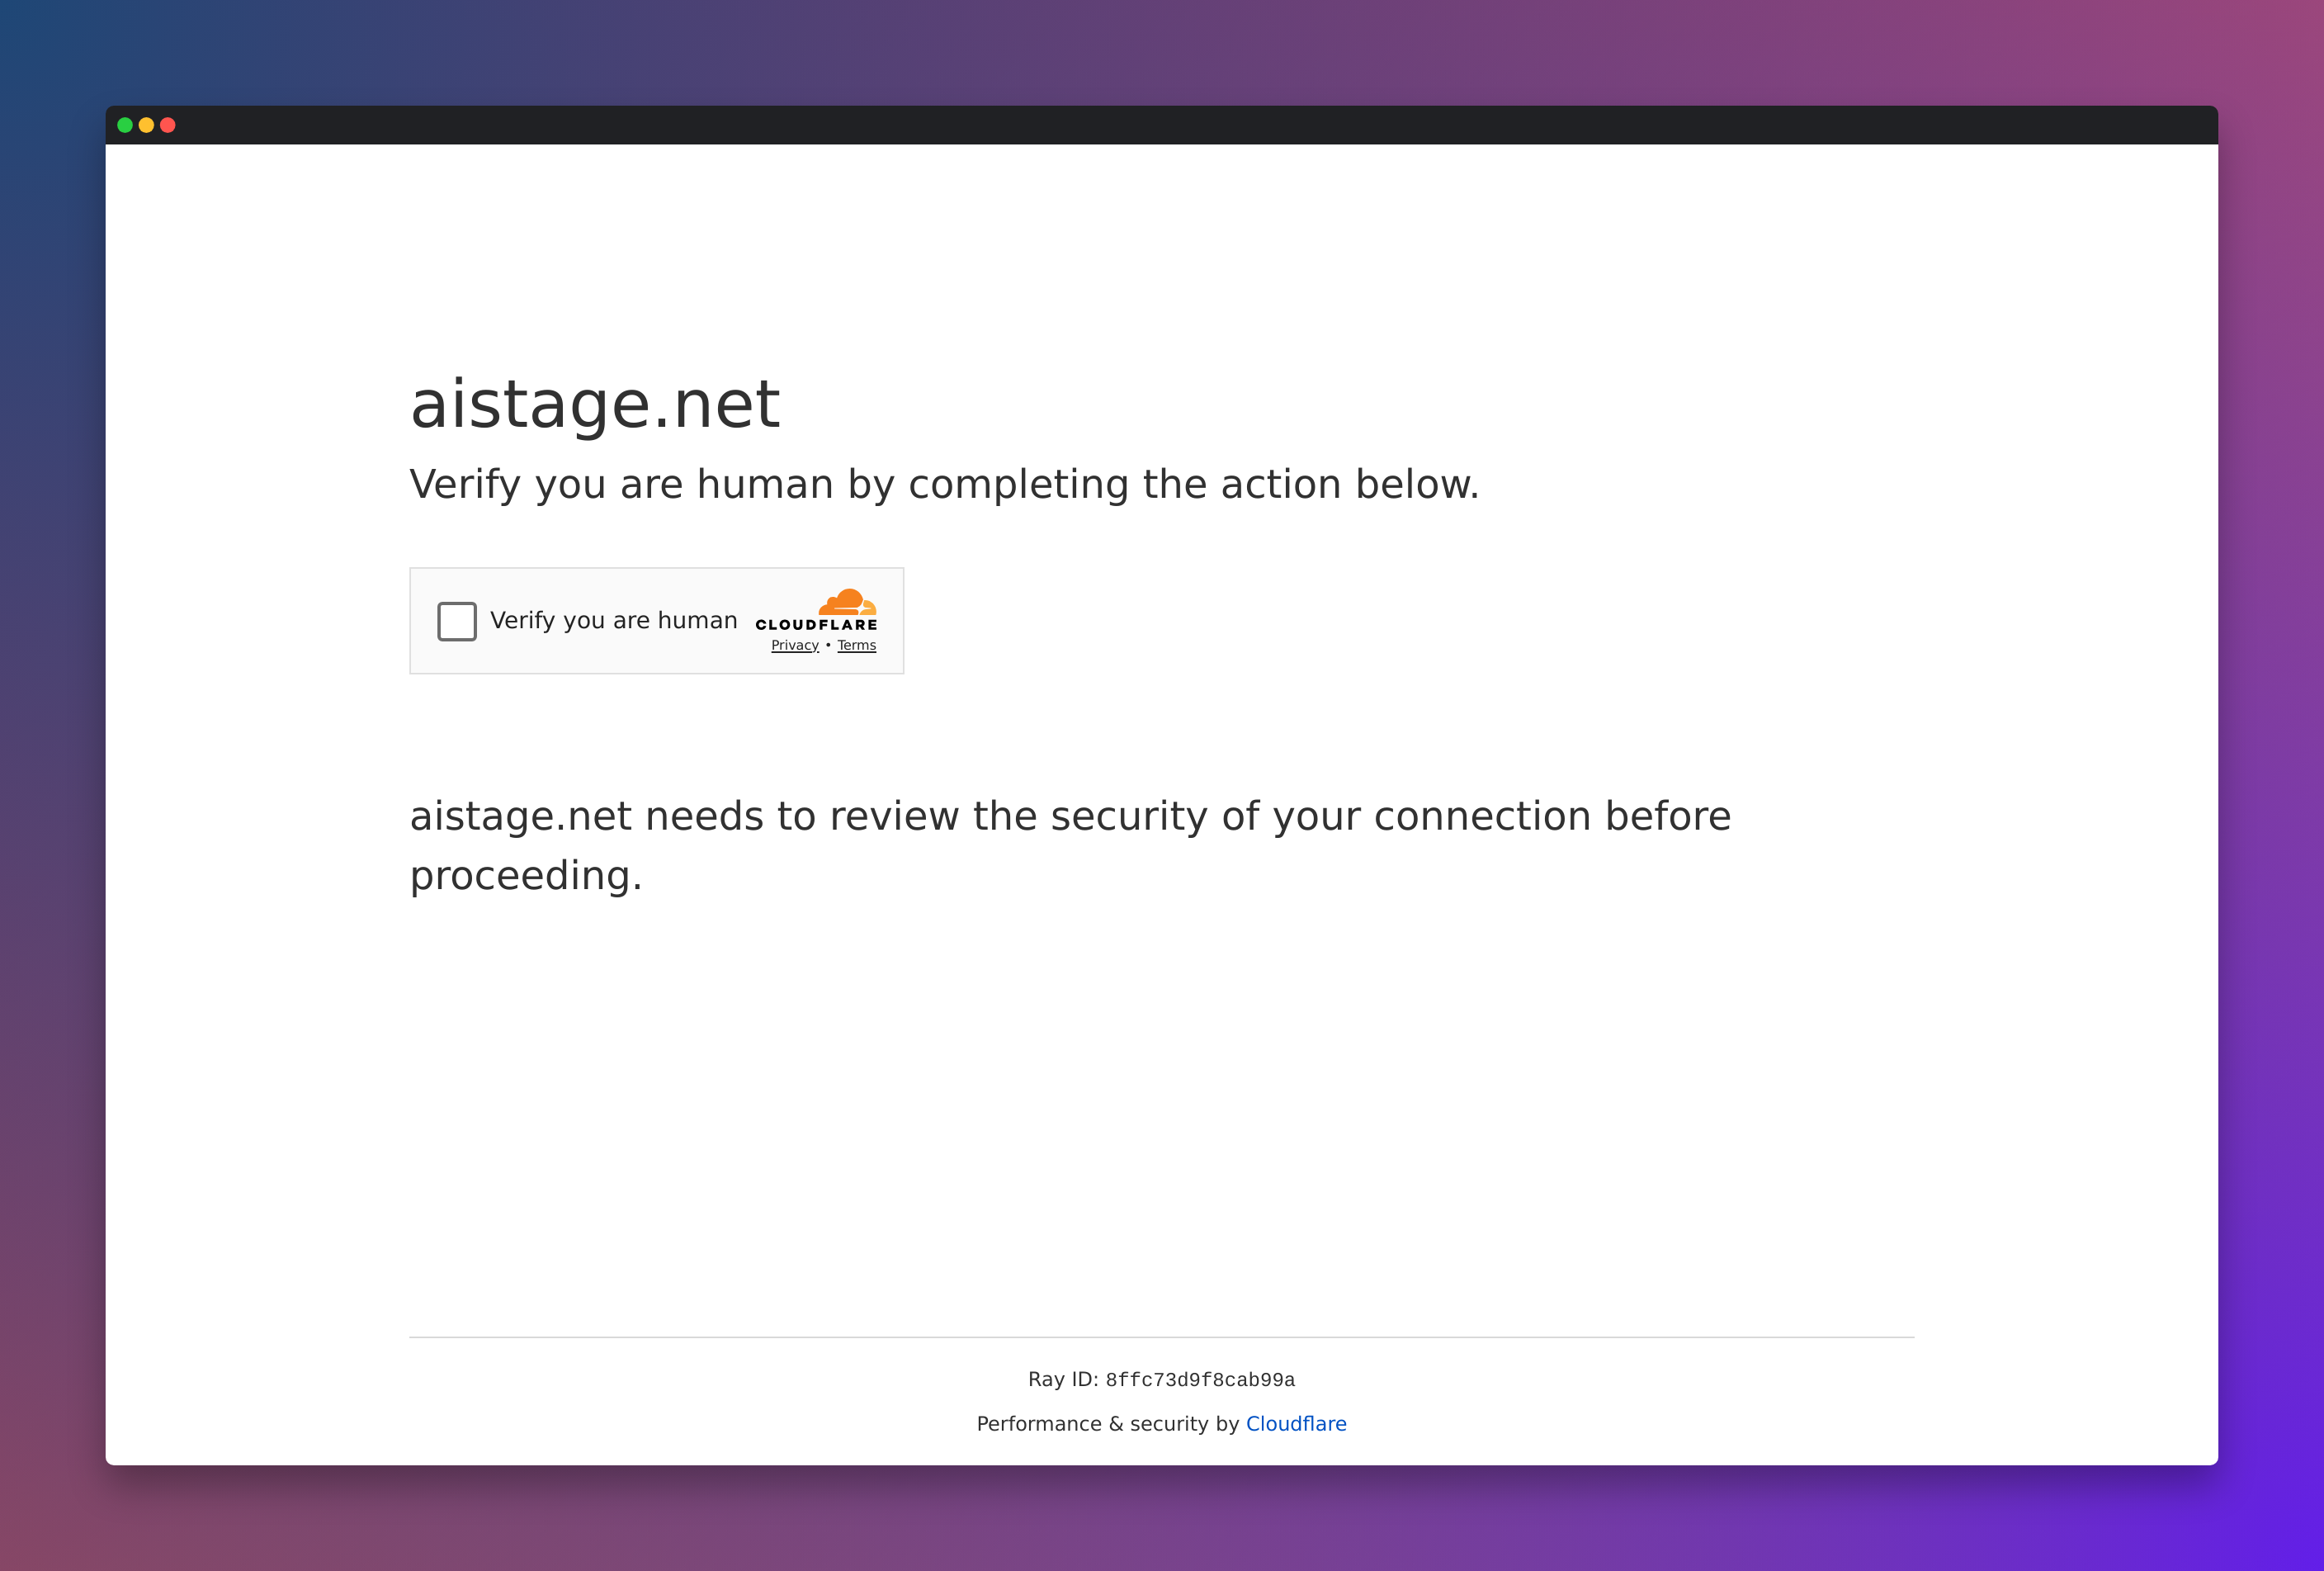 aistage.net
Verify you are human by completing the action below.
Verify you are human
CLOUDFLARE
Privacy • Terms
aistage.net needs to review the security of your connection before
proceeding.
Ray ID: 8ffc73d9f8cab99a
Performance & security by Cloudflare